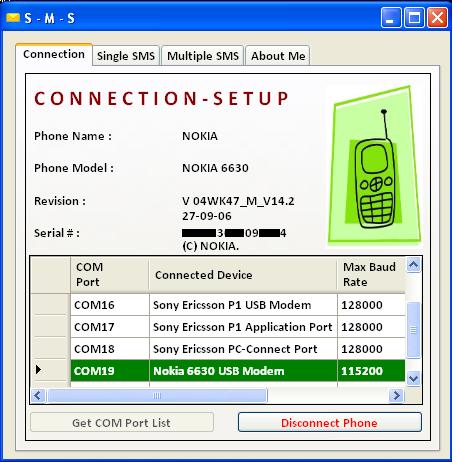 S - M - S
Connection Single SMS Multiple SMS About Me
CONNECTION-SETUP
Phone Name : NOKIA
Phone Model : NOKIA 6630
Revision : V 04WK47_M_V14.2
27-09-06
Serial # : 3 09 4
(C) NOKIA.
COM Port Connected Device Max Baud Rate
COM16 Sony Ericsson P1 USB Modem 128000
COM17 Sony Ericsson P1 Application Port 128000
COM18 Sony Ericsson PC-Connect Port 128000
COM19 Nokia 6630 USB Modem 115200
Get COM Port List Disconnect Phone